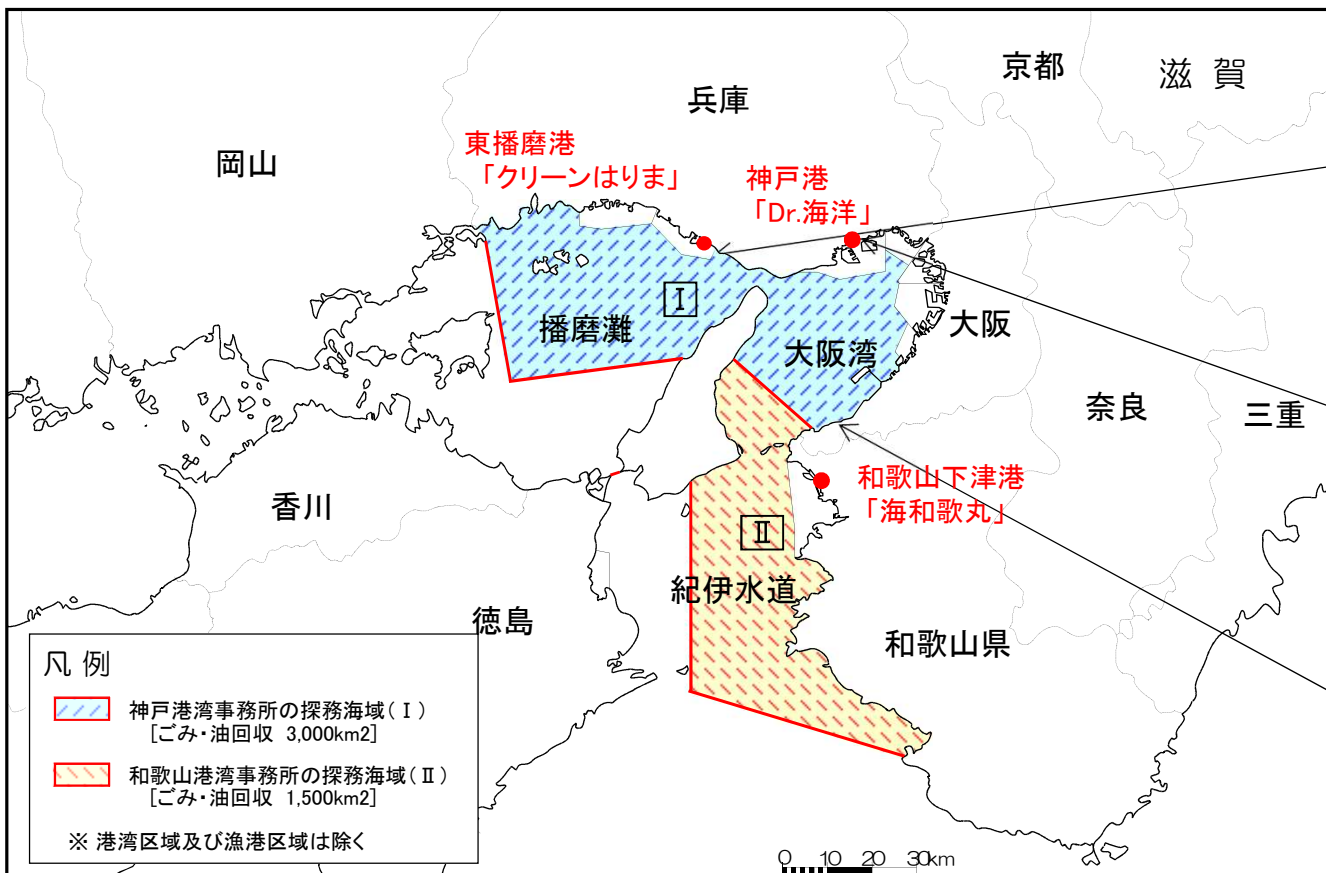 京都
滋 賀
兵庫
岡山
東播磨港
「クリーンはりま」
神戸港
「Dr.海洋」
Ⅰ
播磨灘
大阪湾
大阪
奈良
三重
香川
和歌山下津港
「海和歌丸」
Ⅱ
紀伊水道
徳島
和歌山県
凡 例
神戸港湾事務所の探務海域(Ⅰ)
[ごみ・油回収 3,000km2]
和歌山港湾事務所の探務海域(Ⅱ)
[ごみ・油回収 1,500km2]
※ 港湾区域及び漁港区域は除く
0 10 20 30km